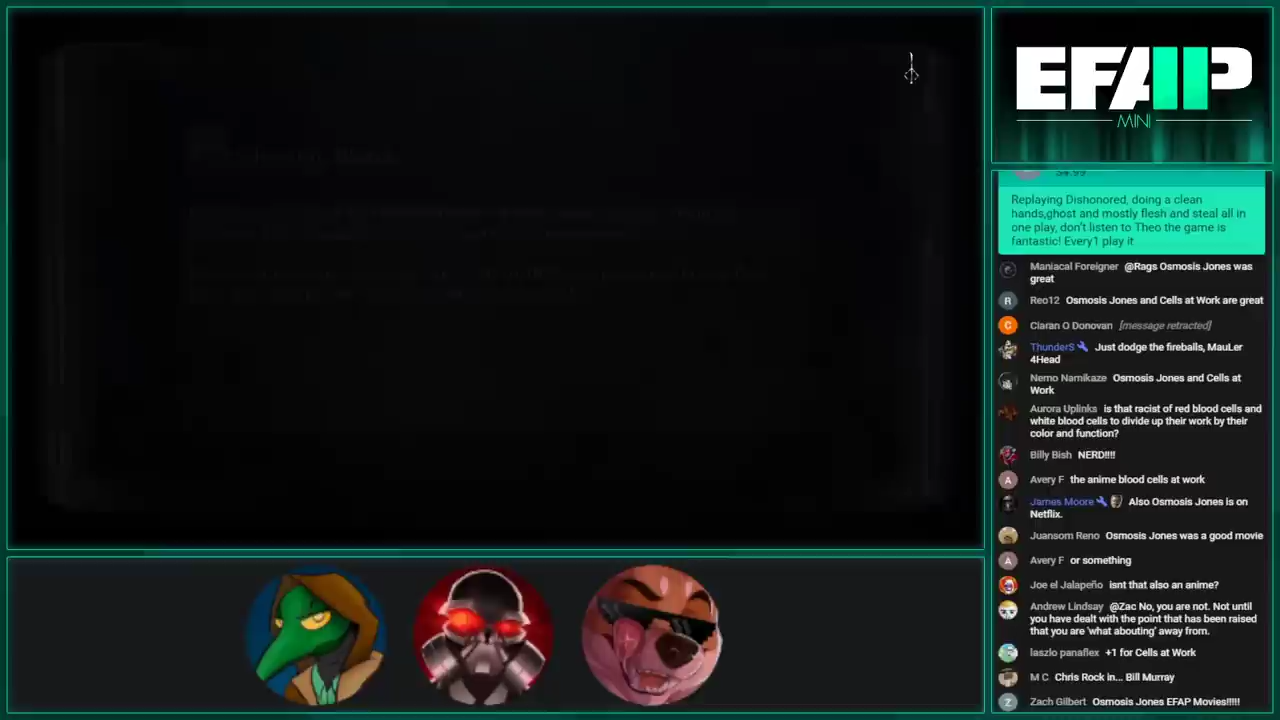 EFAP
MINI
$4.99
Replaying Dishonored, doing a clean
hands,ghost and mostly flesh and steal all in
one play, don't listen to Theo the game is
fantastic! Every1 play it
Maniacal Foreigner @Rags Osmosis Jones was
great
R Reo12 Osmosis Jones and Cells at Work are great
C Ciaran O Donovan [message retracted]
ThunderS Just dodge the fireballs, MauLer
4Head
Nemo Namikaze Osmosis Jones and Cells at
Work
Aurora Uplinks is that racist of red blood cells and
white blood cells to divide up their work by their
color and function?
Billy Bish NERD!!!!
A Avery F the anime blood cells at work
James Moore Also Osmosis Jones is on
Netflix.
Juansom Reno Osmosis Jones was a good movie
A Avery F or something
Joe el Jalapeño isnt that also an anime?
Andrew Lindsay @Zac No, you are not. Not until
you have dealt with the point that has been raised
that you are 'what abouting' away from.
laszlo panaflex +1 for Cells at Work
M C Chris Rock in... Bill Murray
Z Zach Gilbert Osmosis Jones EFAP Movies!!!!!